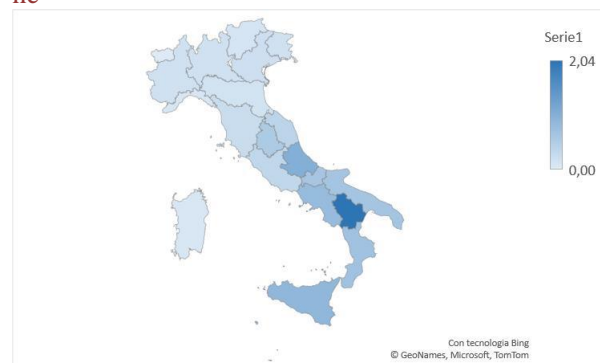 Serie1
2,04
0,00
Con tecnologia Bing
© GeoNames, Microsoft, TomTom